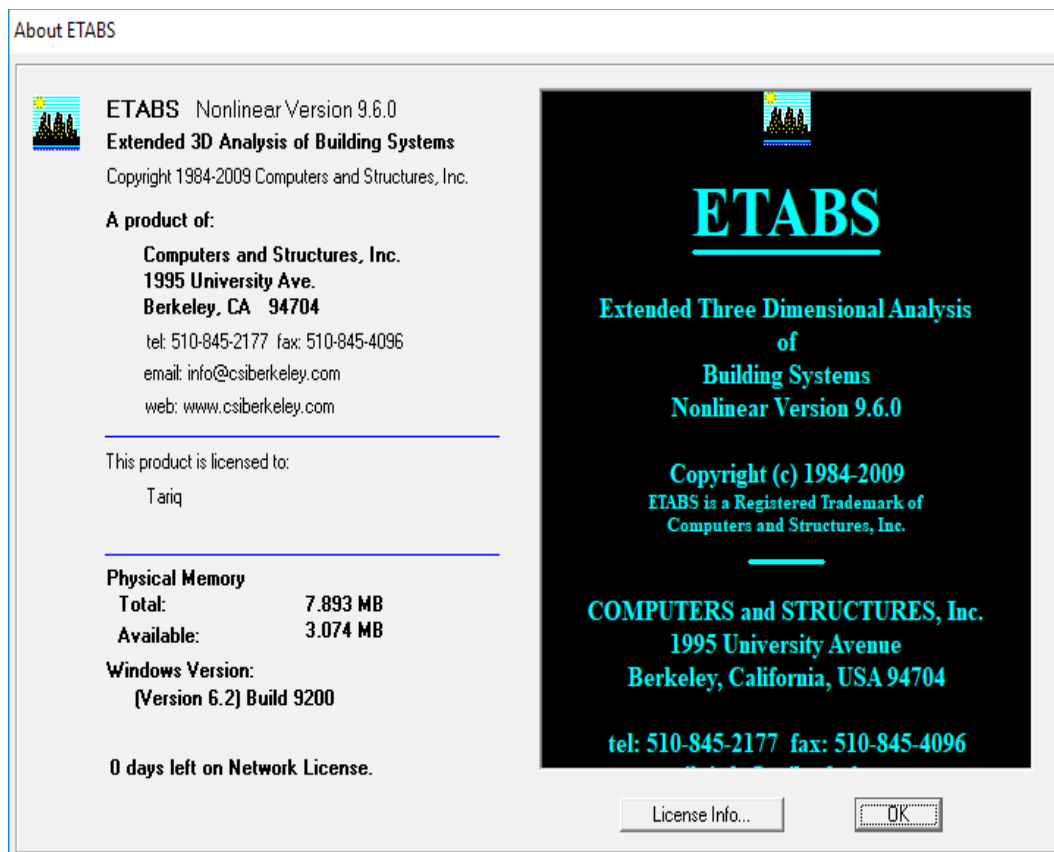 About ETABS
ETABS Nonlinear Version 9.6.0
Extended 3D Analysis of Building Systems
Copyright 1984-2009 Computers and Structures, Inc.
A product of:
Computers and Structures, Inc.
1995 University Ave.
Berkeley, CA 94704
tel: 510-845-2177 fax: 510-845-4096
email: info@csiberkeley.com
web: www.csiberkeley.com
This product is licensed to:
Tariq
Physical Memory
Total: 7.893 MB
Available: 3.074 MB
Windows Version:
(Version 6.2) Build 9200
0 days left on Network License.
ETABS
Extended Three Dimensional Analysis
of
Building Systems
Nonlinear Version 9.6.0
Copyright (c) 1984-2009
ETABS is a Registered Trademark of
Computers and Structures, Inc.
COMPUTERS and STRUCTURES, Inc.
1995 University Avenue
Berkeley, California, USA 94704
tel: 510-845-2177 fax: 510-845-4096
License Info...
OK